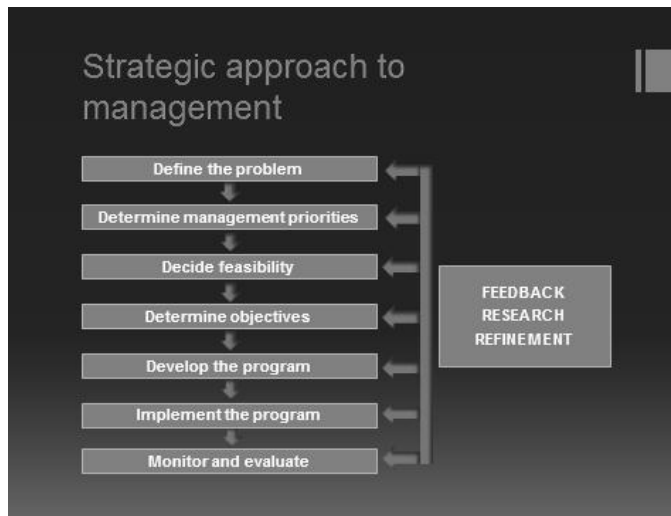 Strategic approach to
management
Define the problem
Determine management priorities
Decide feasibility
Determine objectives
Develop the program
Implement the program
Monitor and evaluate
FEEDBACK
RESEARCH
REFINEMENT